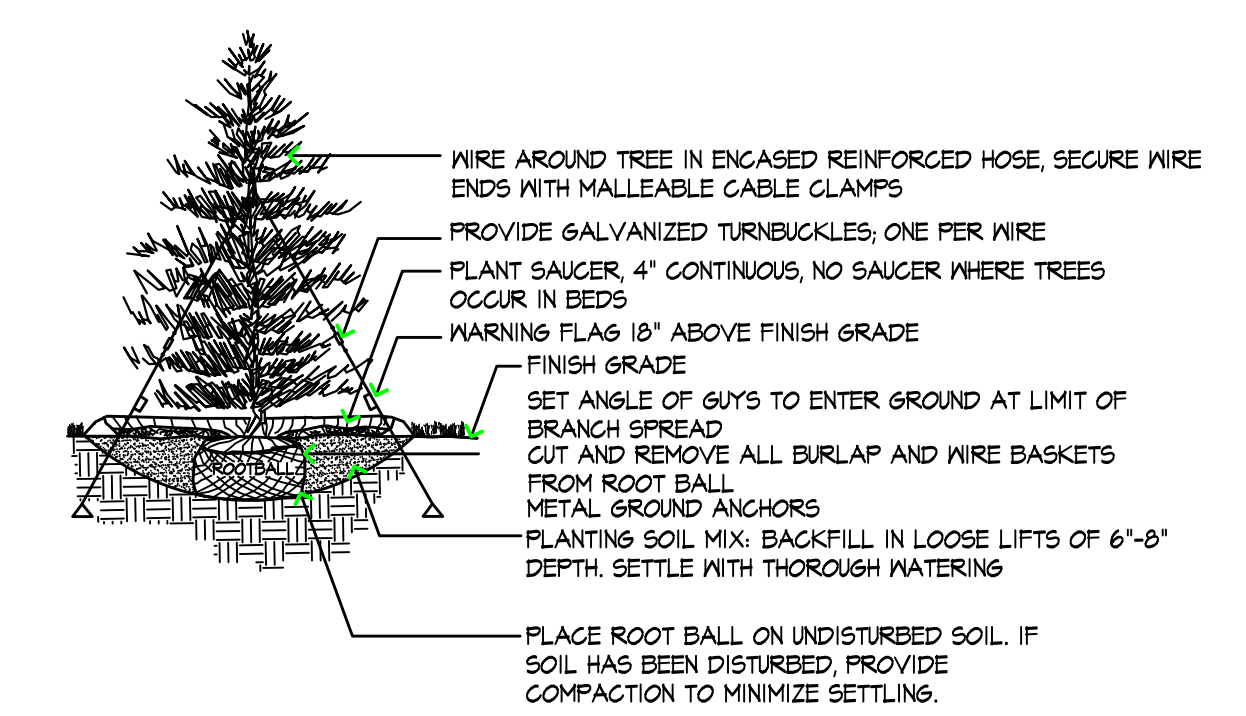 WIRE AROUND TREE IN ENCASED REINFORCED HOSE, SECURE WIRE
ENDS WITH MALLEABLE CABLE CLAMPS
PROVIDE GALVANIZED TURNBUCKLES; ONE PER WIRE
PLANT SAUCER, 4" CONTINUOUS, NO SAUCER WHERE TREES
OCCUR IN BEDS
WARNING FLAG 18" ABOVE FINISH GRADE
FINISH GRADE
SET ANGLE OF GUYS TO ENTER GROUND AT LIMIT OF
BRANCH SPREAD
CUT AND REMOVE ALL BURLAP AND WIRE BASKETS
FROM ROOT BALL
METAL GROUND ANCHORS
PLANTING SOIL MIX: BACKFILL IN LOOSE LIFTS OF 6"-8"
DEPTH. SETTLE WITH THOROUGH WATERING
PLACE ROOT BALL ON UNDISTURBED SOIL. IF
SOIL HAS BEEN DISTURBED, PROVIDE
COMPACTION TO MINIMIZE SETTLING.
ROOTBALL